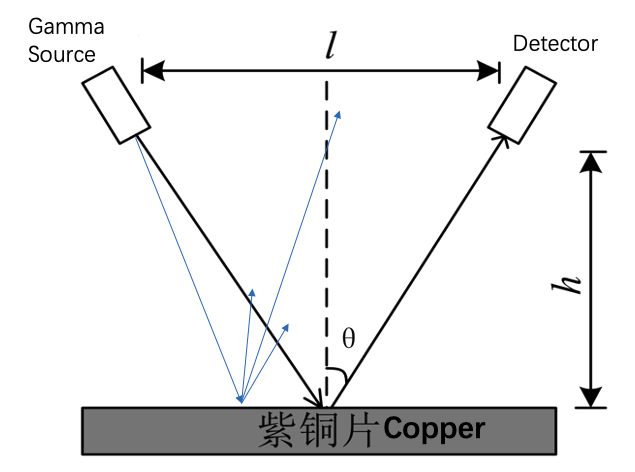 Gamma
Source
l
Detector
h
θ
紫铜片Copper